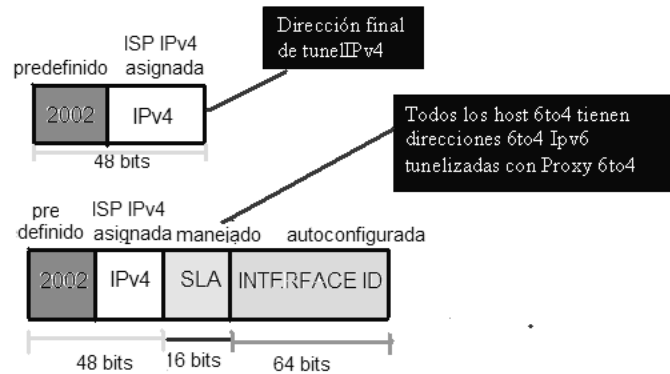 Dirección final
de tunelIPv4
ISP IPv4
predefinido asignada
2002 IPv4
48 bits
Todos los host 6to4 tienen
direcciones 6to4 Ipv6
tunelizadas con Proxy 6to4
pre ISP IPv4
definido asignada manejado autoconfigurada
2002 IPv4 SLA INTERFACE ID
48 bits 16 bits 64 bits